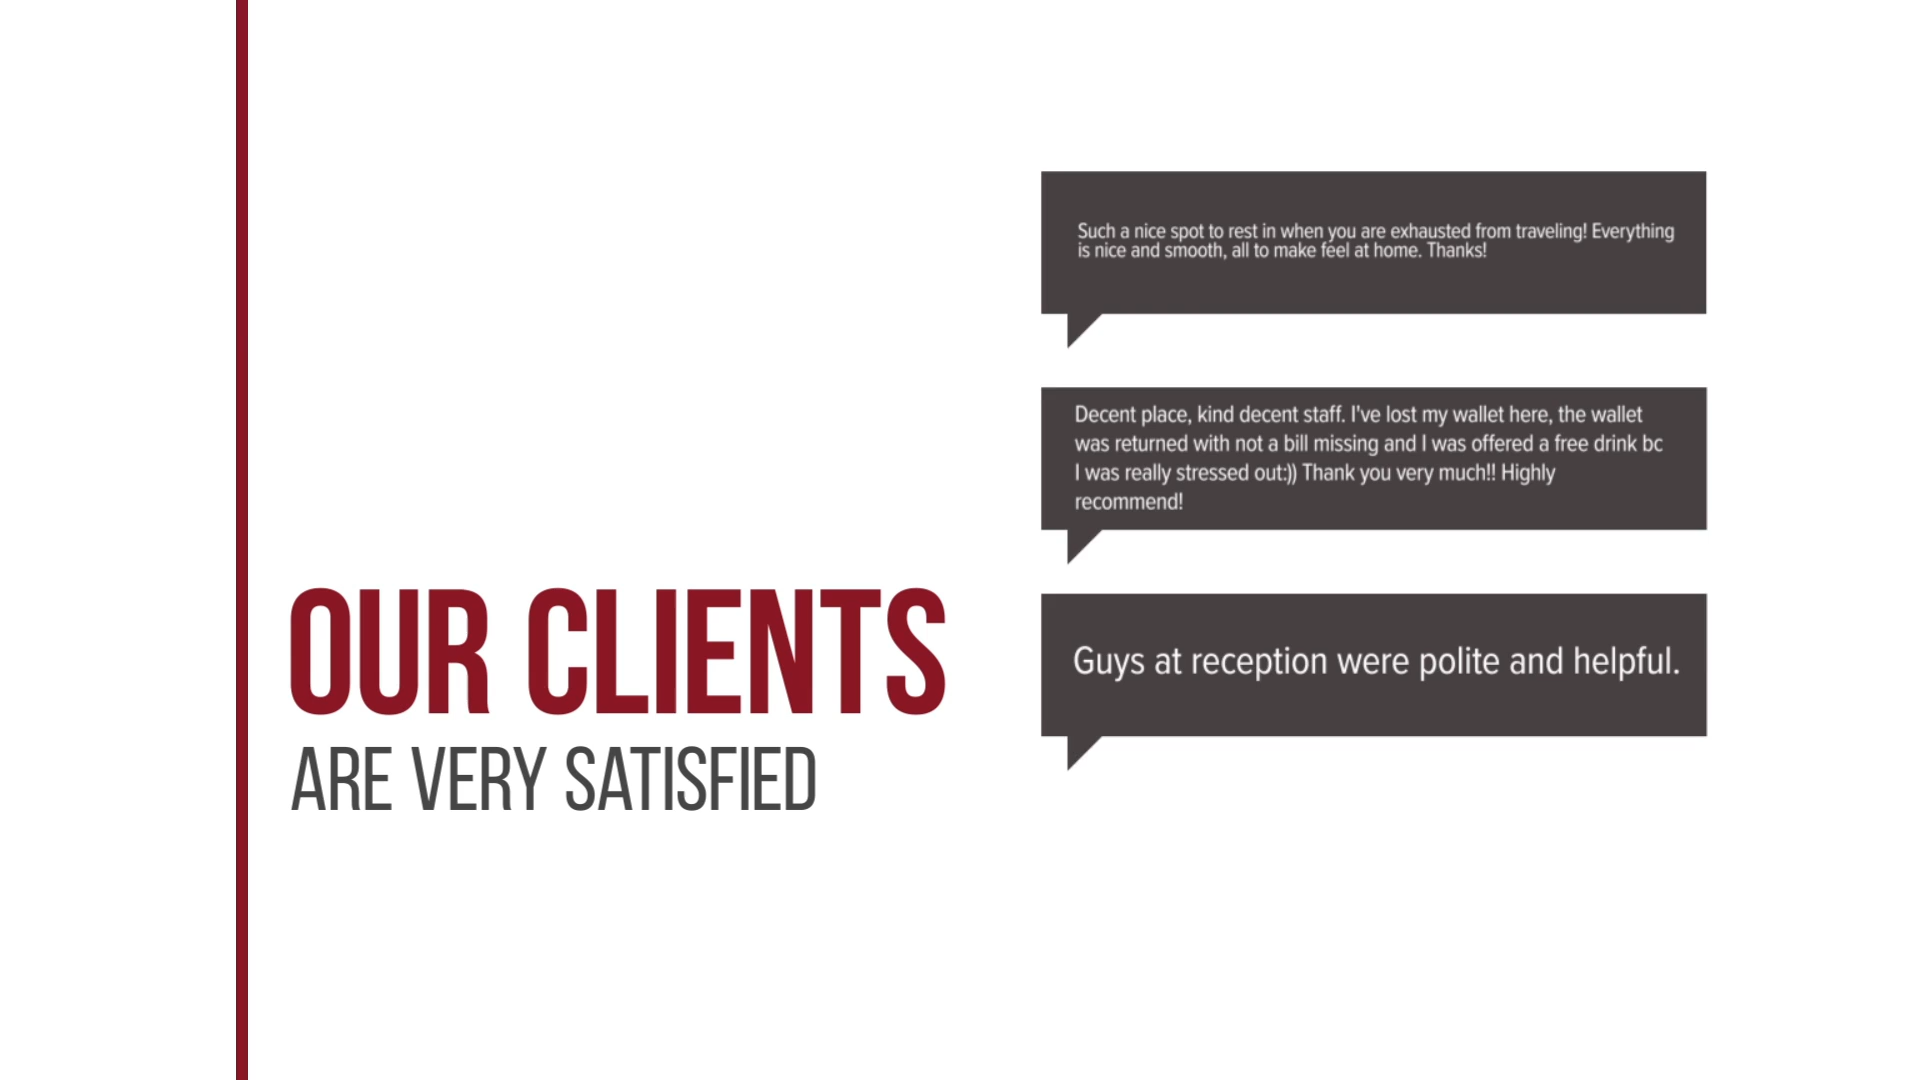 OUR CLIENTS
ARE VERY SATISFIED
Such a nice spot to rest in when you are exhausted from traveling! Everything
is nice and smooth, all to make feel at home. Thanks!
Decent place, kind decent staff. I've lost my wallet here, the wallet
was returned with not a bill missing and I was offered a free drink bc
I was really stressed out:)) Thank you very much!! Highly
recommend!
Guys at reception were polite and helpful.